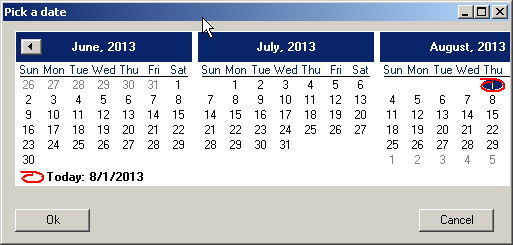 Pick a date
June, 2013 July, 2013 August, 2013
Sun Mon Tue Wed Thu Fri Sat Sun Mon Tue Wed Thu Fri Sat Sun Mon Tue Wed Thu
26 27 28 29 30 31 1 1 2 3 4 5 6 1
2 3 4 5 6 7 8 7 8 9 10 11 12 13 4 5 6 7 8
9 10 11 12 13 14 15 14 15 16 17 18 19 20 11 12 13 14 15
16 17 18 19 20 21 22 21 22 23 24 25 26 27 18 19 20 21 22
23 24 25 26 27 28 29 28 29 30 31 25 26 27 28 29
30 1 2 3 4 5
Today: 8/1/2013
Ok Cancel